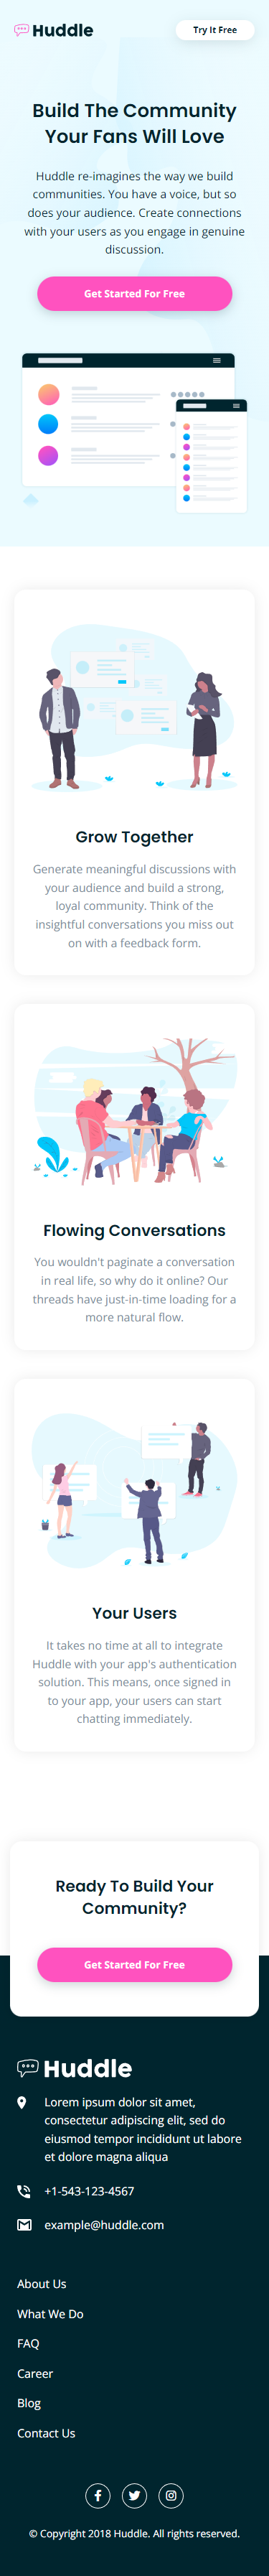 Huddle
Try It Free
Build The Community
Your Fans Will Love
Huddle re-imagines the way we build
communities. You have a voice, but so
does your audience. Create connections
with your users as you engage in genuine
discussion.
Get Started For Free
Grow Together
Generate meaningful discussions with
your audience and build a strong,
loyal community. Think of the
insightful conversations you miss out
on with a feedback form.
Flowing Conversations
You wouldn't paginate a conversation
in real life, so why do it online? Our
threads have just-in-time loading for a
more natural flow.
Your Users
It takes no time at all to integrate
Huddle with your app's authentication
solution. This means, once signed in
to your app, your users can start
chatting immediately.
Ready To Build Your
Community?
Get Started For Free
Huddle
Lorem ipsum dolor sit amet,
consectetur adipiscing elit, sed do
eiusmod tempor incididunt ut labore
et dolore magna aliqua
+1-543-123-4567
example@huddle.com
About Us
What We Do
FAQ
Career
Blog
Contact Us
© Copyright 2018 Huddle. All rights reserved.